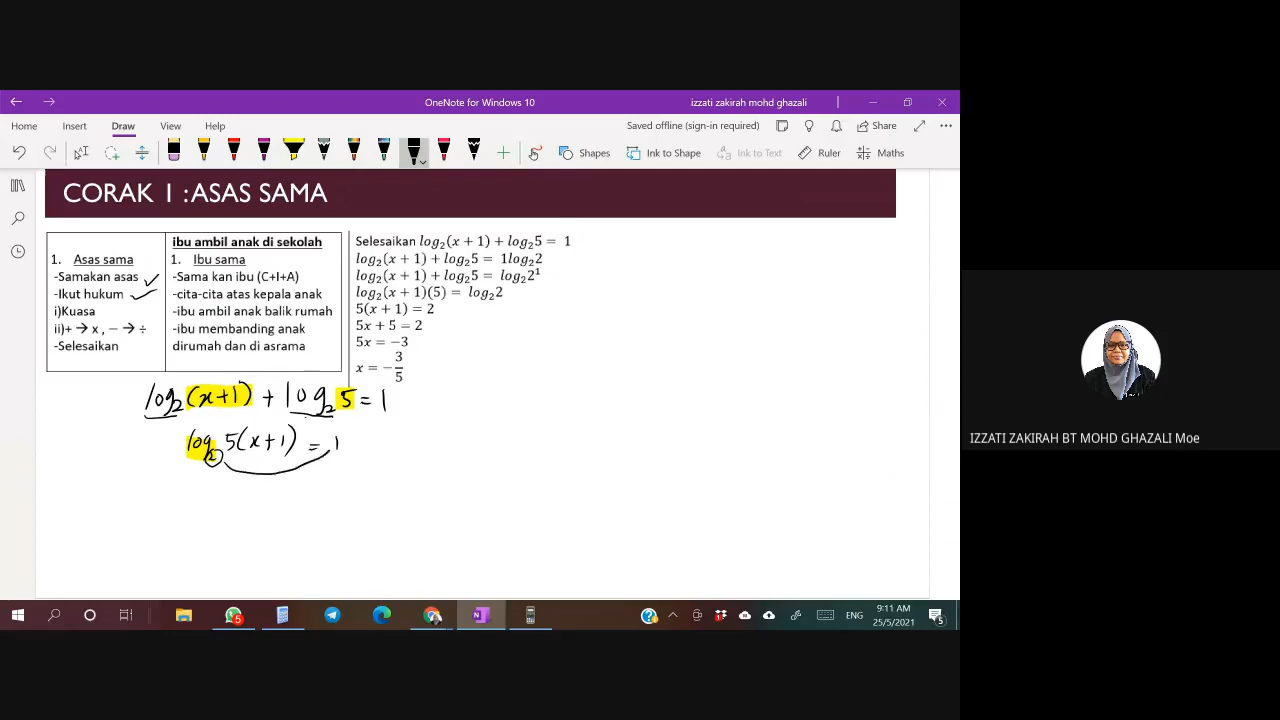 OneNote for Windows 10
izzati zakirah mohd ghazali
Home Insert Draw View Help
Saved offline (sign-in required)
Share
Shapes Ink to Shape Ink to Text Ruler Maths
CORAK 1 : ASAS SAMA
1. Asas sama
-Samakan asas ✓
-Ikut hukum ✓
i)Kuasa
ii)+ → x , − → ÷
-Selesaikan
ibu ambil anak di sekolah
1. Ibu sama
-Sama kan ibu (C+I+A)
-cita-cita atas kepala anak
-ibu ambil anak balik rumah
-ibu membanding anak
dirumah dan di asrama
Selesaikan log₂(x + 1) + log₂5 = 1
log₂(x + 1) + log₂5 = 1log₂2
log₂(x + 1) + log₂5 = log₂2¹
log₂(x + 1)(5) = log₂2
5(x + 1) = 2
5x + 5 = 2
5x = −3
x = −3/5
log₂(x+1) + log₂5 = 1
log₂5(x+1) = 1
IZZATI ZAKIRAH BT MOHD GHAZALI Moe
5
ENG
9:11 AM
25/5/2021
5